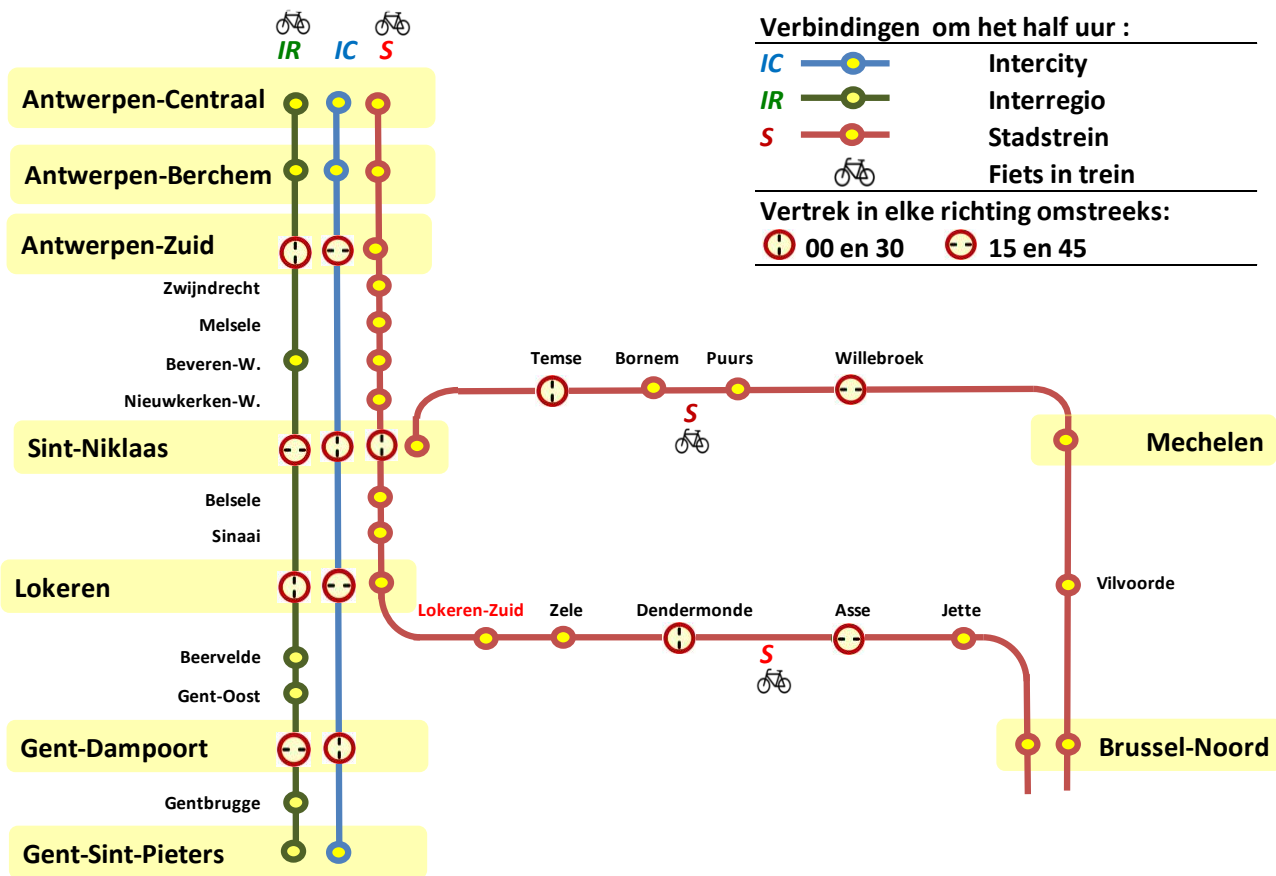 IR IC S
Verbindingen om het half uur :
IC Intercity
IR Interregio
S Stadstrein
Fiets in trein
Vertrek in elke richting omstreeks:
00 en 30 15 en 45
Antwerpen-Centraal
Antwerpen-Berchem
Antwerpen-Zuid
Zwijndrecht
Melsele
Beveren-W.
Nieuwkerken-W.
Sint-Niklaas
Belsele
Sinaai
Lokeren
Beervelde
Gent-Oost
Gent-Dampoort
Gentbrugge
Gent-Sint-Pieters
Temse Bornem Puurs Willebroek
S
Mechelen
Vilvoorde
Lokeren-Zuid Zele Dendermonde Asse Jette
S
Brussel-Noord